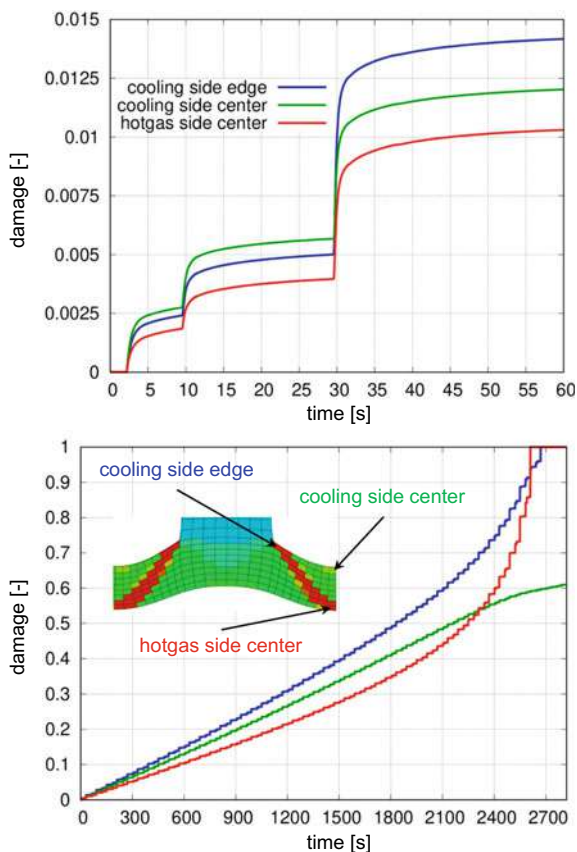 0.015
0.0125
0.01
0.0075
0.005
0.0025
0
damage [-]
cooling side edge
cooling side center
hotgas side center
0 5 10 15 20 25 30 35 40 45 50 55 60
time [s]
1
0.9
0.8
0.7
0.6
0.5
0.4
0.3
0.2
0.1
0
damage [-]
cooling side edge
cooling side center
hotgas side center
0 300 600 900 1200 1500 1800 2100 2400 2700
time [s]